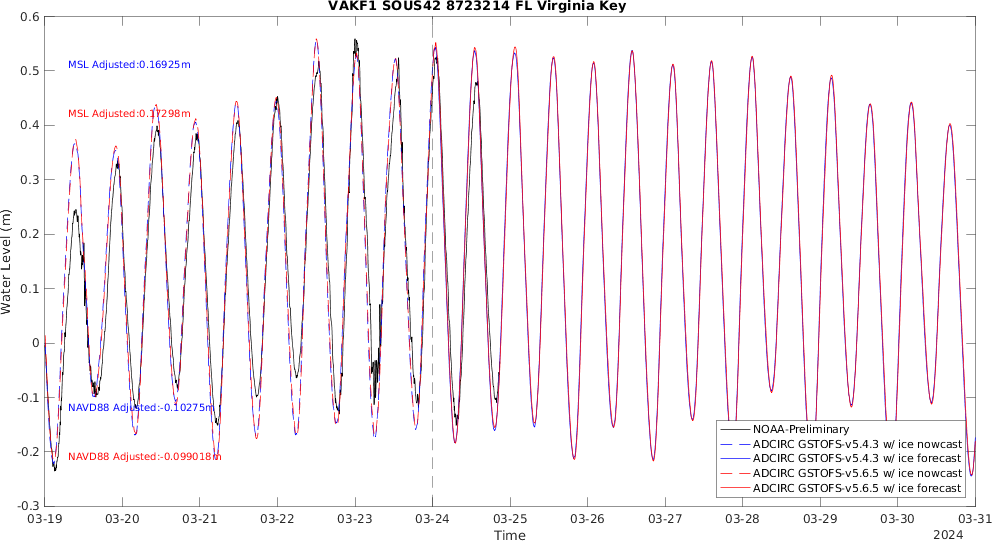 VAKF1 SOUS42 8723214 FL Virginia Key
0.6
0.5
0.4
0.3
0.2
0.1
0
-0.1
-0.2
-0.3
Water Level (m)
MSL Adjusted:0.16925m
MSL Adjusted:0.17298m
NAVD88 Adjusted:-0.10275m
NAVD88 Adjusted:-0.099018m
NOAA-Preliminary
ADCIRC GSTOFS-v5.4.3 w/ ice nowcast
ADCIRC GSTOFS-v5.4.3 w/ ice forecast
ADCIRC GSTOFS-v5.6.5 w/ ice nowcast
ADCIRC GSTOFS-v5.6.5 w/ ice forecast
03-19 03-20 03-21 03-22 03-23 03-24 03-25 03-26 03-27 03-28 03-29 03-30 03-31
Time
2024